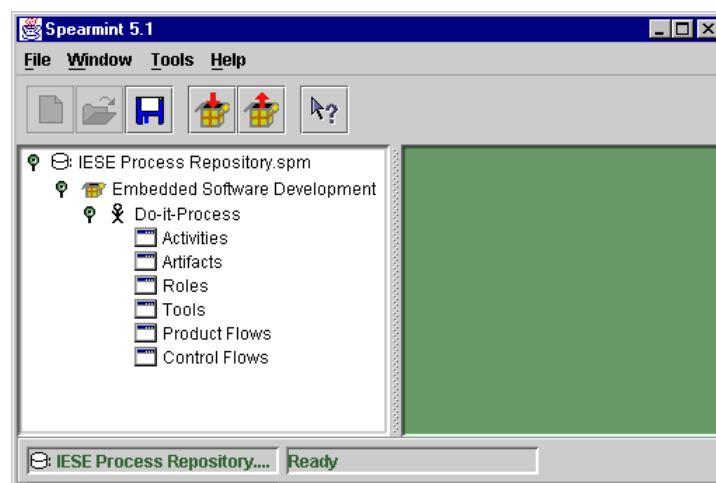 Spearmint 5.1
File Window Tools Help
?
IESE Process Repository.spm
Embedded Software Development
Do-it-Process
Activities
Artifacts
Roles
Tools
Product Flows
Control Flows
IESE Process Repository.... Ready